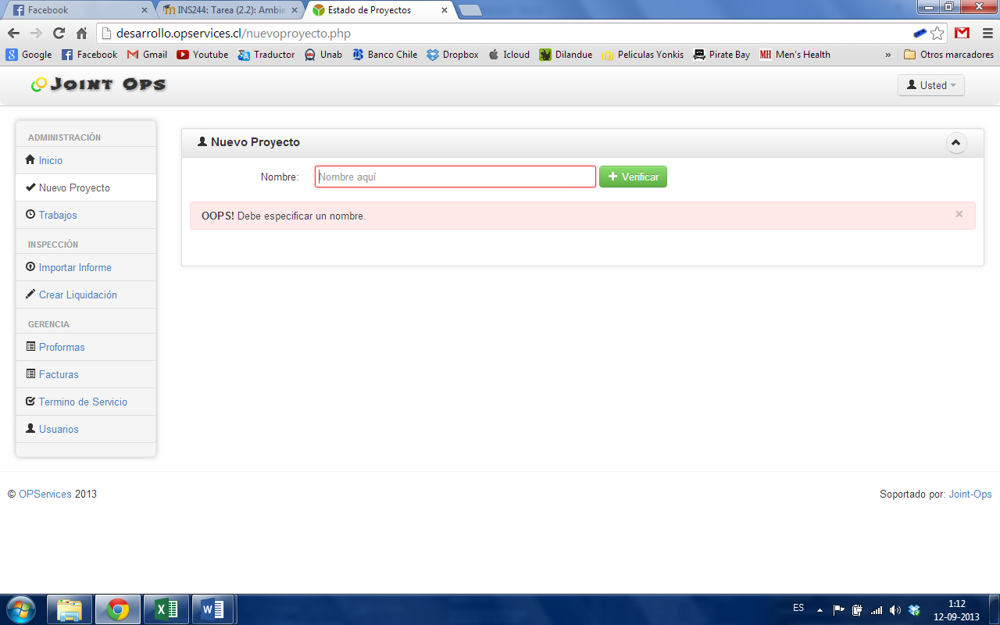 Facebook
INS244: Tarea (2.2): Ambie
Estado de Proyectos
desarrollo.opservices.cl/nuevoproyecto.php
Google Facebook Gmail Youtube Traductor Unab Banco Chile Dropbox Icloud Dilandue Peliculas Yonkis Pirate Bay Men's Health » Otros marcadores
Joint Ops
Usted
ADMINISTRACIÓN
Inicio
Nuevo Proyecto
Trabajos
INSPECCIÓN
Importar Informe
Crear Liquidación
GERENCIA
Proformas
Facturas
Termino de Servicio
Usuarios
Nuevo Proyecto
Nombre: Nombre aquí Verificar
OOPS! Debe especificar un nombre.
© OPServices 2013
Soportado por: Joint-Ops
ES
1:12
12-09-2013